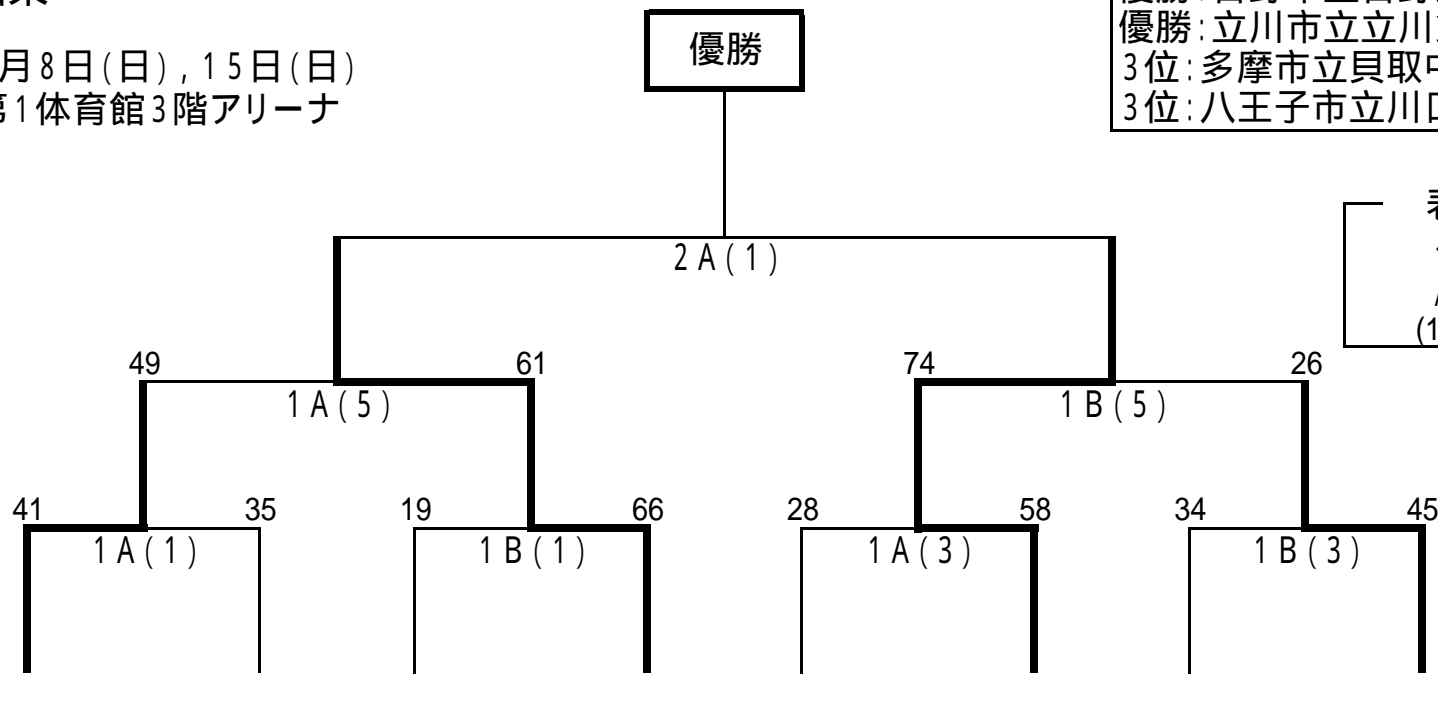 月8日(日),15日(日)
第1体育館3階アリーナ
優勝
優勝:立川市立立川
3位:多摩市立貝取中
3位:八王子市立川口
(1
2A(1)
49
61
74
26
1A(5)
1B(5)
41
35
19
66
28
58
34
45
1A(1)
1B(1)
1A(3)
1B(3)